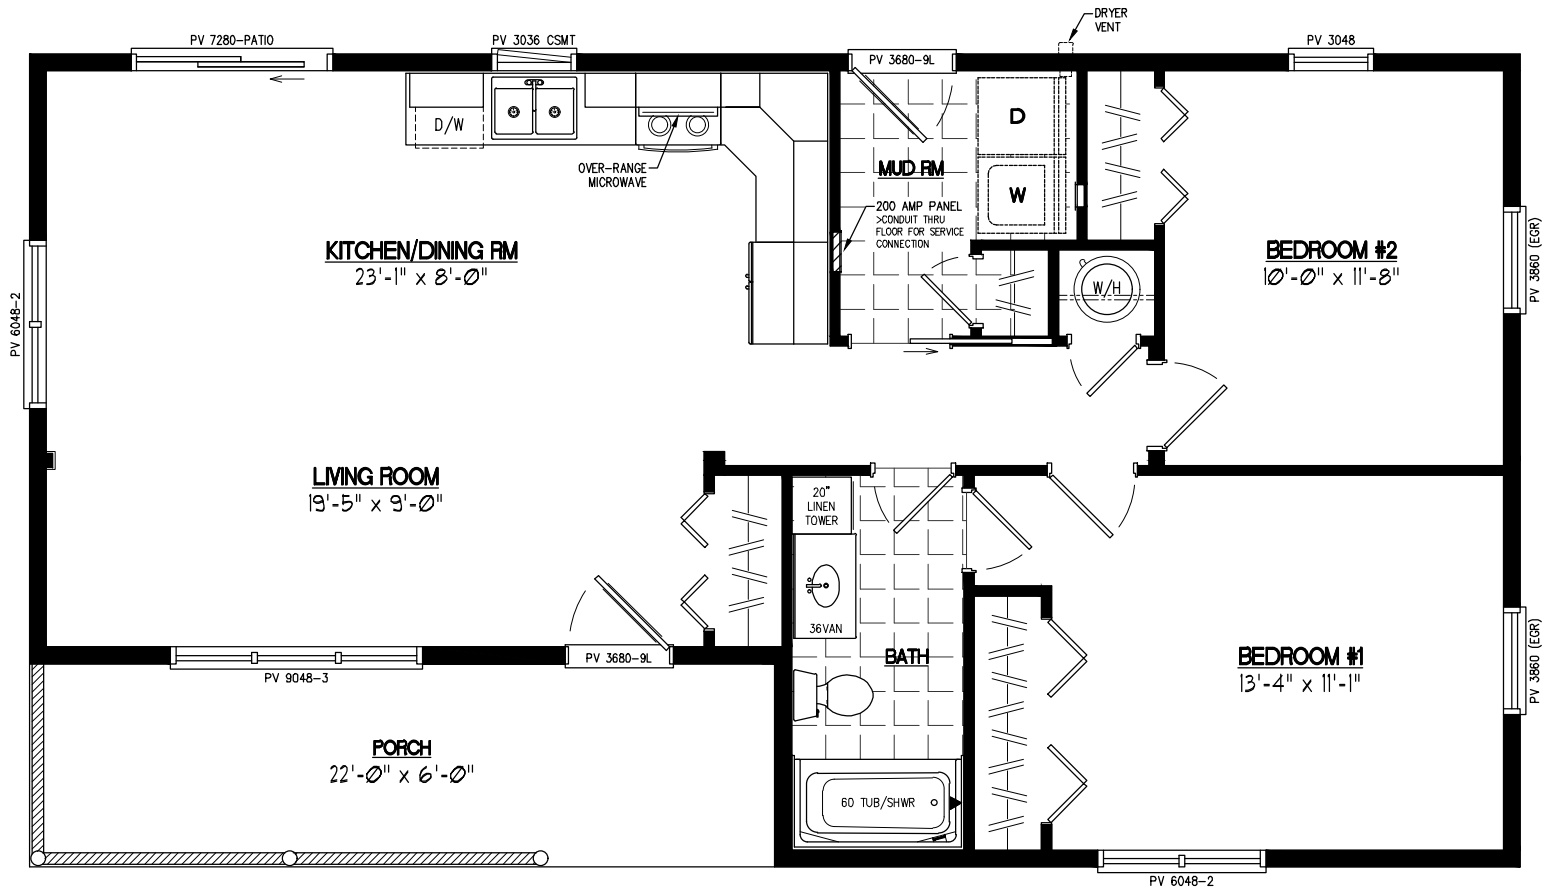 DRYER
VENT
PV 7280-PATIO
PV 3036 CSMT
PV 3680-9L
PV 3048
D/W
D
OVER-RANGE
MICROWAVE
MUD RM
W
200 AMP PANEL
>CONDUIT THRU
FLOOR FOR SERVICE
CONNECTION
KITCHEN/DINING RM
23'-1" x 8'-0"
BEDROOM #2
10'-0" x 11'-8"
PV 3860 (EGR)
W/H
PV 6048-2
LIVING ROOM
19'-5" x 9'-0"
20"
LINEN
TOWER
36VAN
BATH
PV 3680-9L
PV 9048-3
BEDROOM #1
13'-4" x 11'-1"
PV 3860 (EGR)
PORCH
22'-0" x 6'-0"
60 TUB/SHWR
PV 6048-2